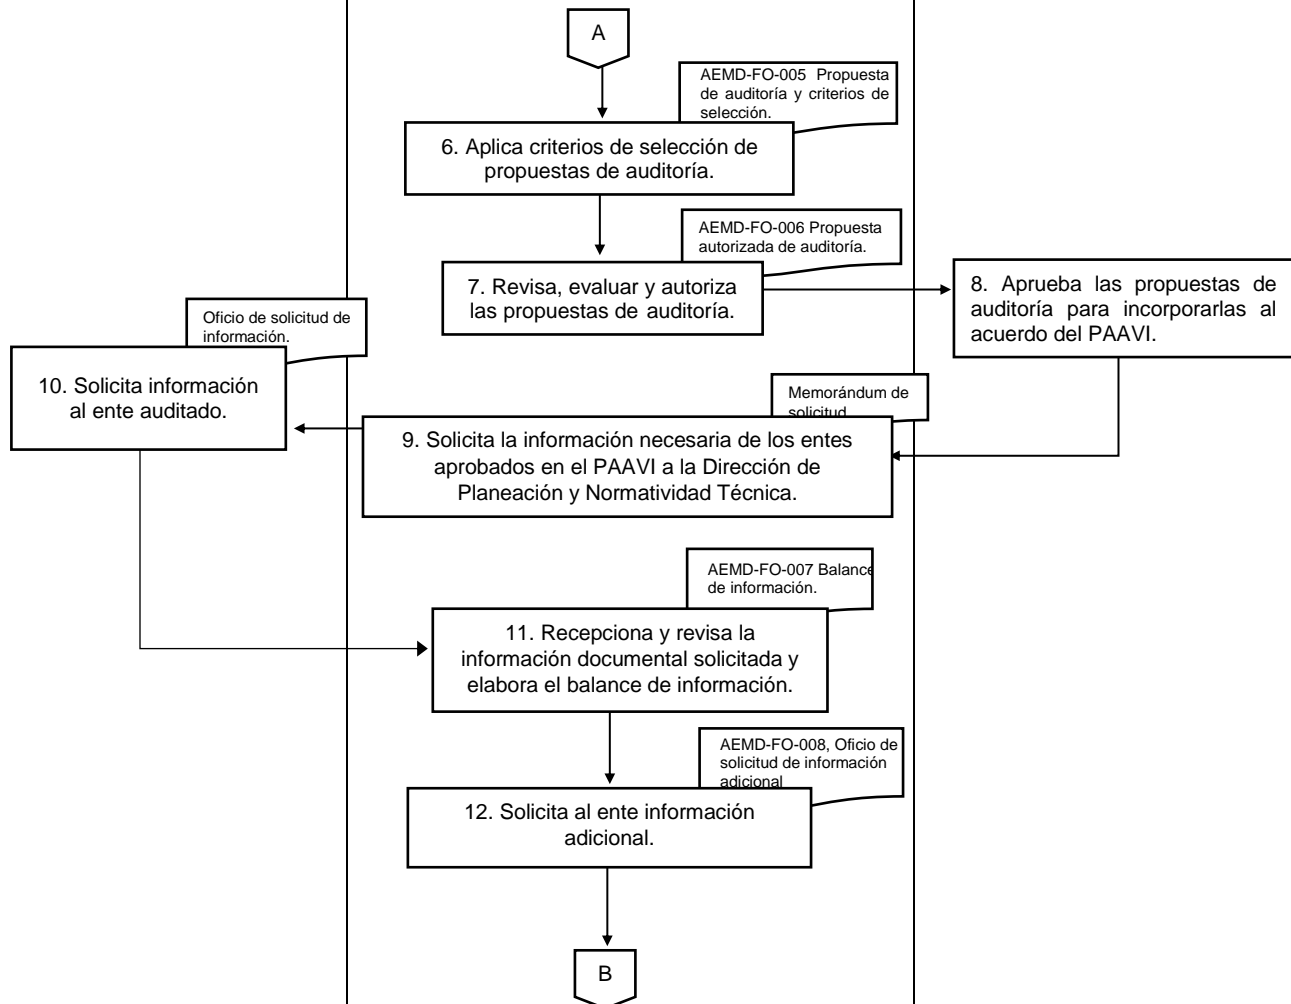 A
AEMD-FO-005 Propuesta
de auditoría y criterios de
selección.
6. Aplica criterios de selección de
propuestas de auditoría.
AEMD-FO-006 Propuesta
autorizada de auditoría.
7. Revisa, evaluar y autoriza
las propuestas de auditoría.
8. Aprueba las propuestas de
auditoría para incorporarlas al
acuerdo del PAAVI.
Oficio de solicitud de
información.
10. Solicita información
al ente auditado.
Memorándum de
solicitud
9. Solicita la información necesaria de los entes
aprobados en el PAAVI a la Dirección de
Planeación y Normatividad Técnica.
AEMD-FO-007 Balance
de información.
11. Recepciona y revisa la
información documental solicitada y
elabora el balance de información.
AEMD-FO-008, Oficio de
solicitud de información
adicional
12. Solicita al ente información
adicional.
B